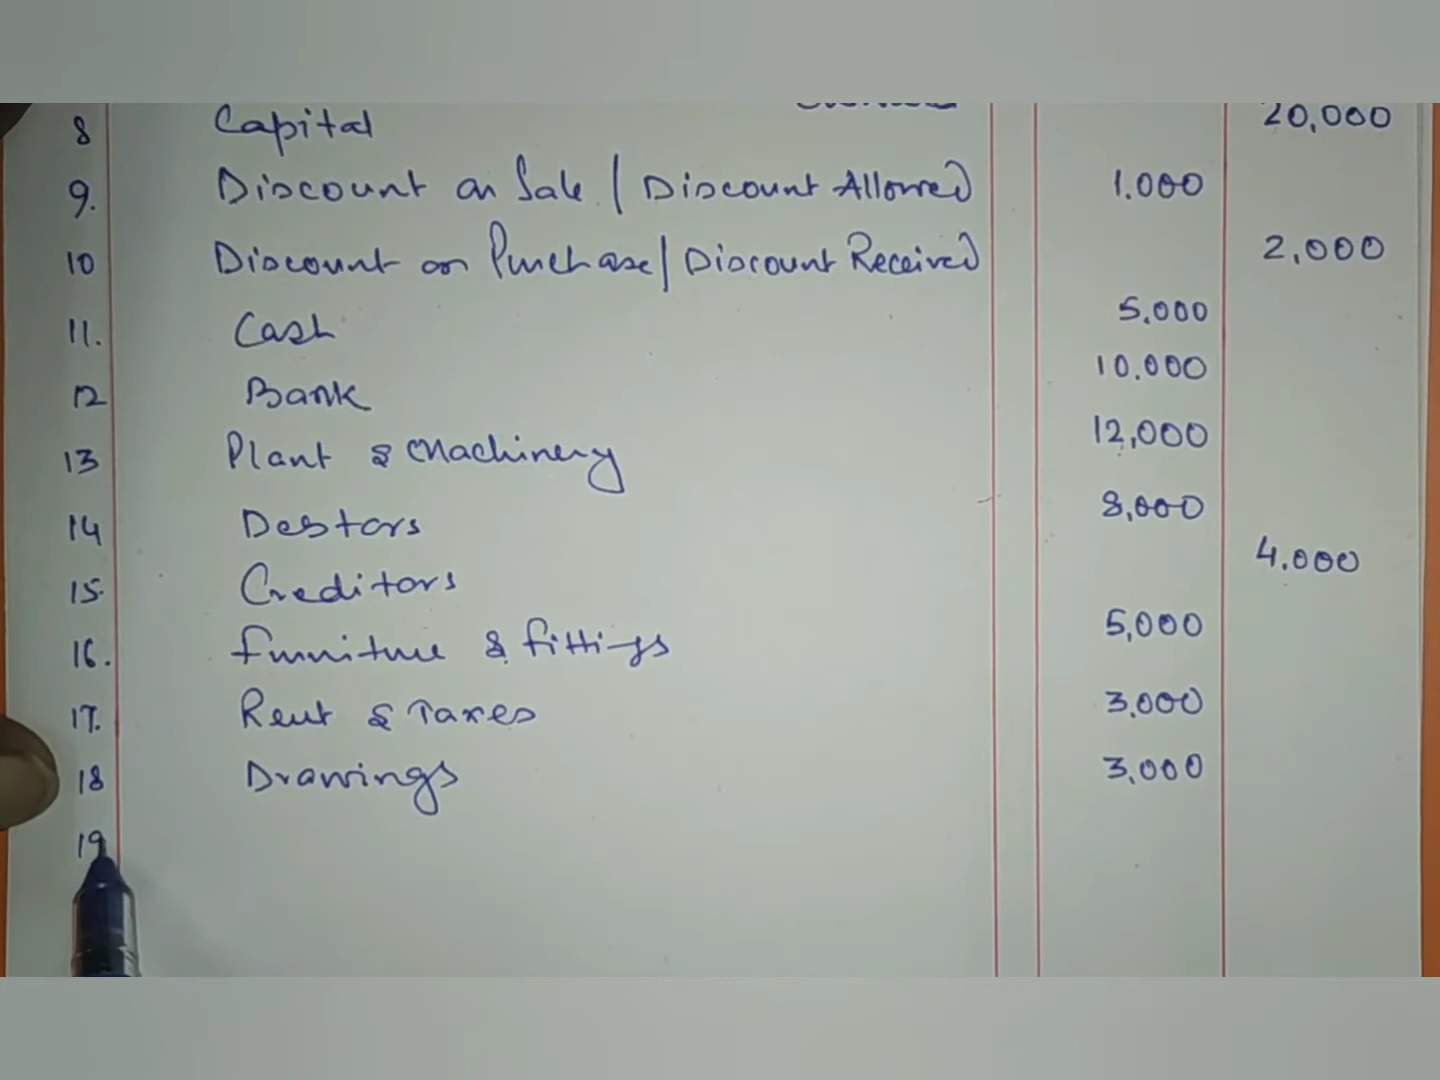 8 Capital 20,000
9. Discount on Sale / Discount Allowed 1.000
10 Discount on Purchase / Discount Received 2,000
11. Cash 5.000
12 Bank 10.000
13 Plant & Machinery 12,000
14 Debtors 8,000
15. Creditors 4.000
16. Furniture & fittings 5,000
17. Rent & Taxes 3.000
18 Drawings 3,000
19